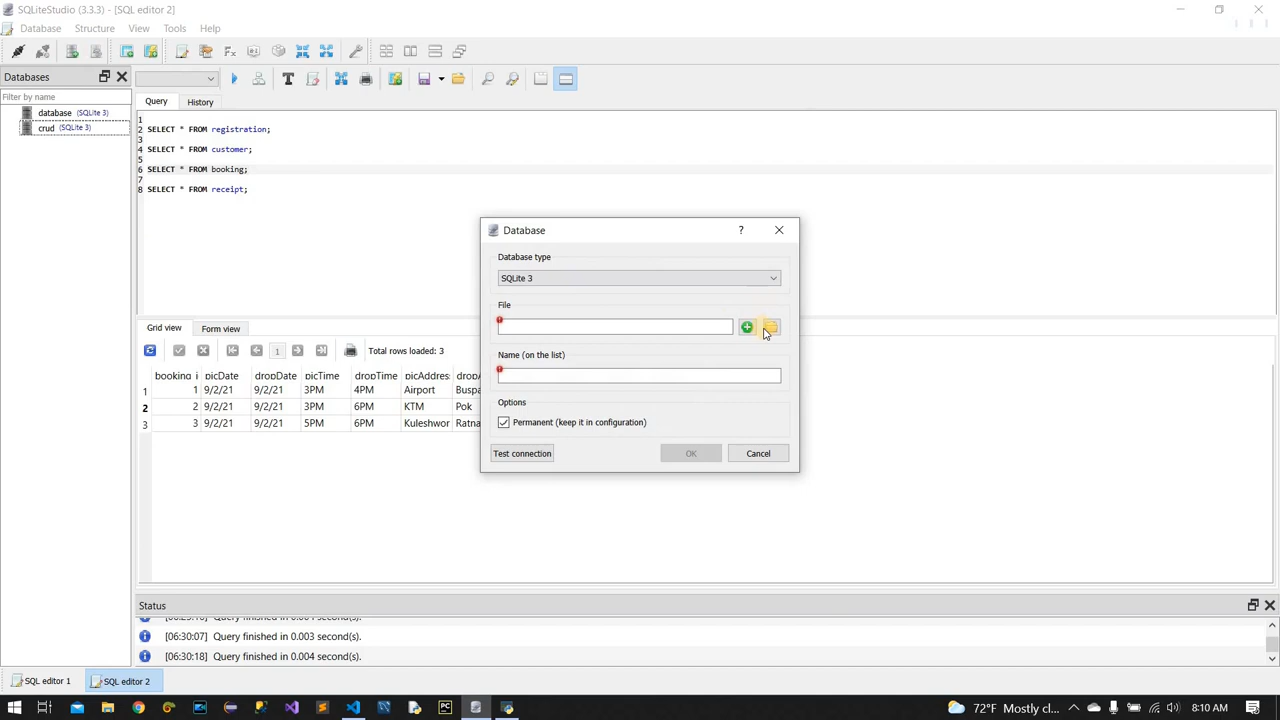 SQLiteStudio (3.3.3) - [SQL editor 2]
Database Structure View Tools Help
Databases
Filter by name
database (SQLite 3)
crud (SQLite 3)
Query History
1
2 SELECT * FROM registration;
3
4 SELECT * FROM customer;
5
6 SELECT * FROM booking;
7
8 SELECT * FROM receipt;
Database ?
Database type
SQLite 3
File
Name (on the list)
Options
Permanent (keep it in configuration)
Test connection OK Cancel
Grid view Form view
1 Total rows loaded: 3
booking_i picDate dropDate picTime dropTime picAddres dropA
1 1 9/2/21 9/2/21 3PM 4PM Airport Buspa
2 2 9/2/21 9/2/21 3PM 6PM KTM Pok
3 3 9/2/21 9/2/21 5PM 6PM Kuleshwor Ratna
Status
[06:30:07] Query finished in 0.003 second(s).
[06:30:18] Query finished in 0.004 second(s).
SQL editor 1 SQL editor 2
72°F Mostly cl... 8:10 AM